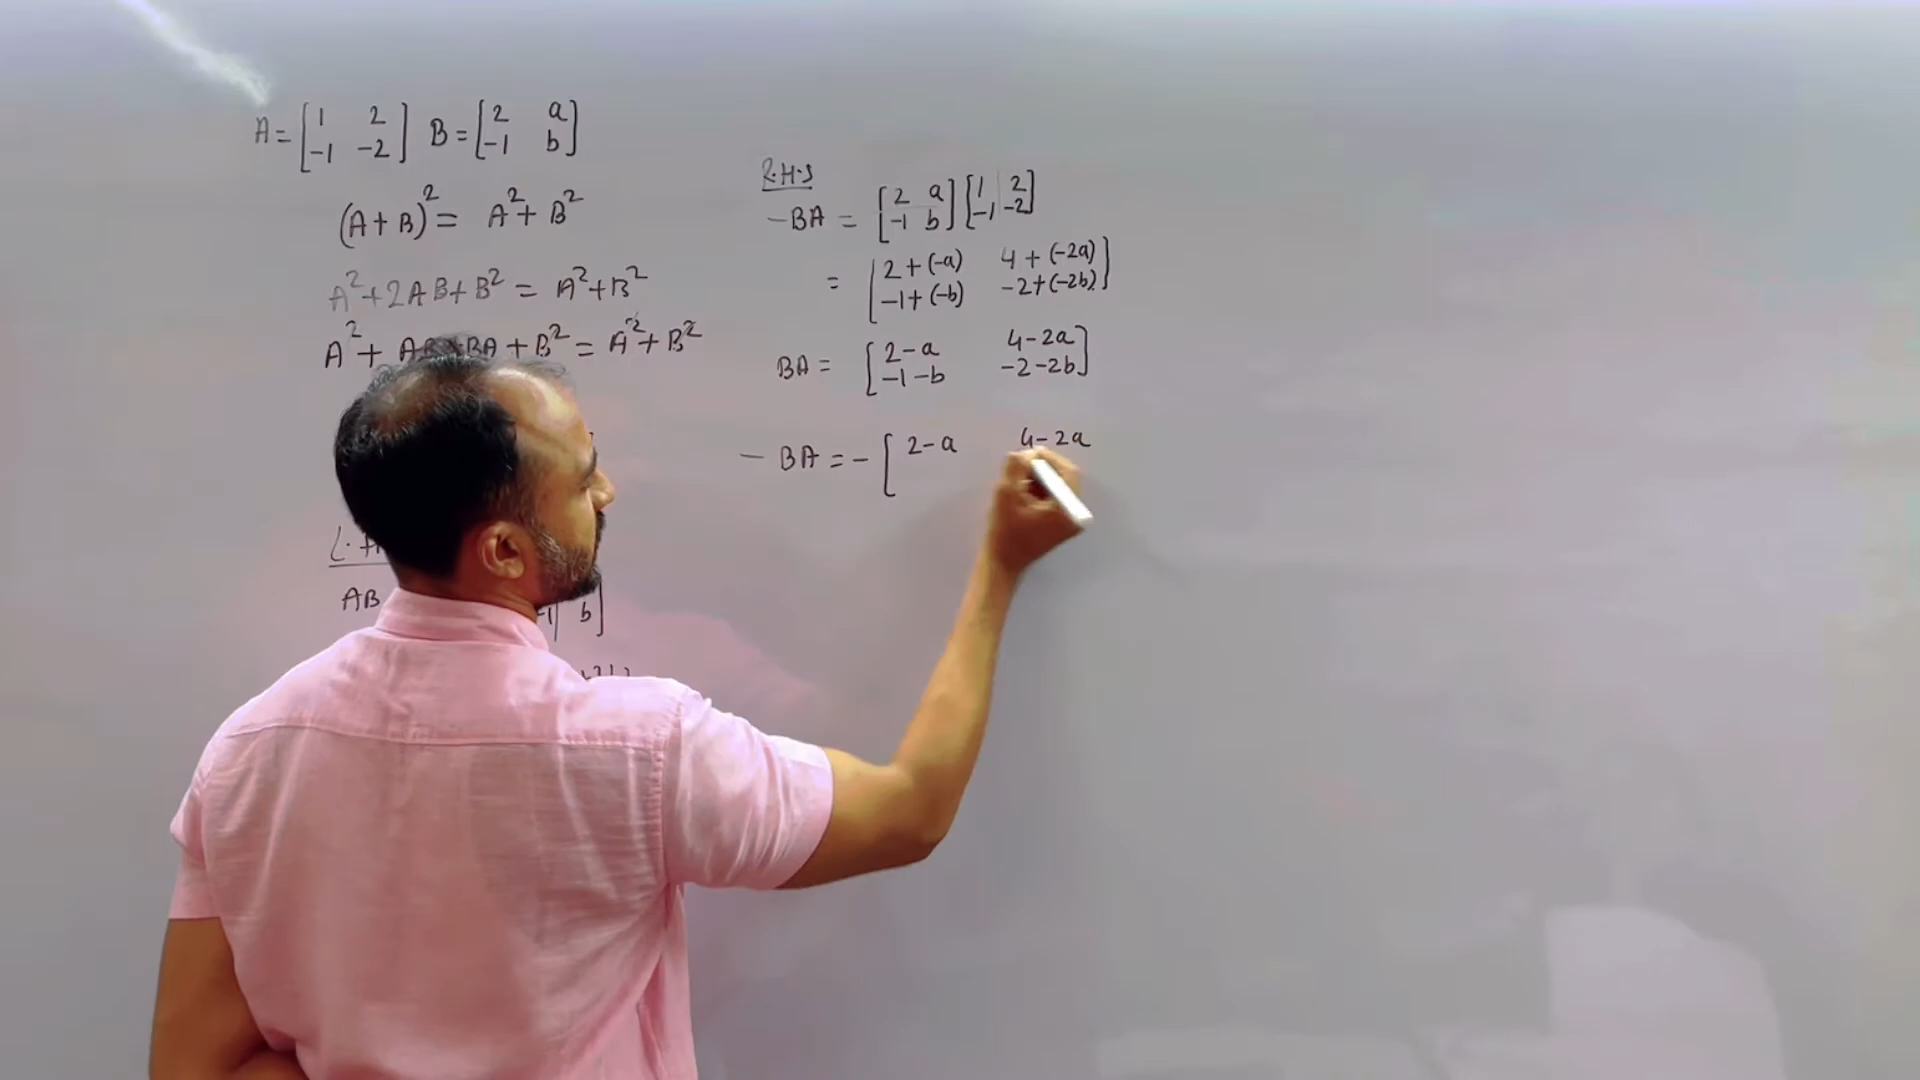 A = [1 2 -1 -2] B = [2 a -1 b]
(A+B)² = A²+B²
A²+2AB+B² = A²+B²
A²+ AB+BA+B² = A²+B²
AB
-1 b]
R.H.S
-BA = [2 a -1 b] [1 2 -1 -2]
= [2+(-a) 4+(-2a) -1+(-b) -2+(-2b)]
BA = [2-a 4-2a -1-b -2-2b]
- BA = - [2-a 4-2a